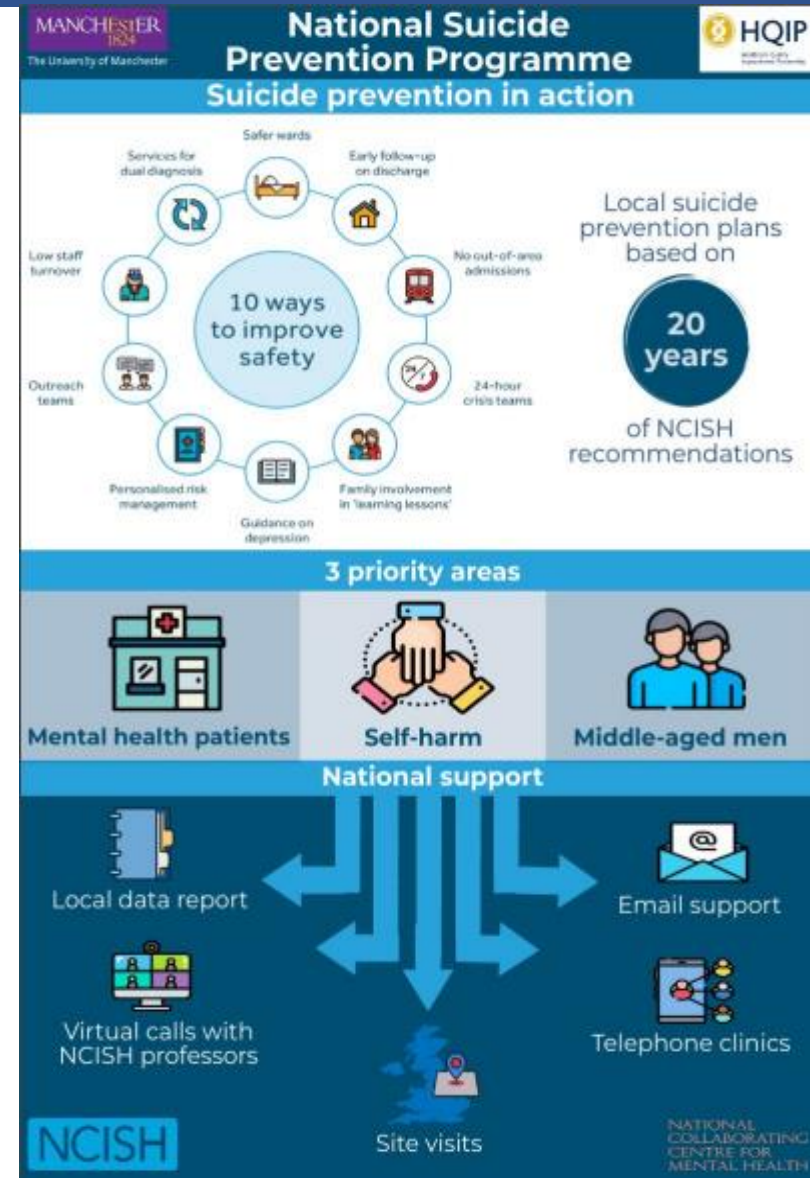 MANCHESTER
1824
The University of Manchester
National Suicide
Prevention Programme
HQIP
Suicide prevention in action
Safer wards
Early follow-up
on discharge
No out-of-area
admissions
24-hour
crisis teams
Family involvement
in 'learning lessons'
Guidance on
depression
Personalised risk
management
Outreach
teams
Low staff
turnover
Services for
dual diagnosis
10 ways
to improve
safety
Local suicide
prevention plans
based on
20
years
of NCISH
recommendations
3 priority areas
Mental health patients
Self-harm
Middle-aged men
National support
Local data report
@
Email support
Virtual calls with
NCISH professors
Telephone clinics
Site visits
NCISH
NATIONAL
COLLABORATING
CENTRE FOR
MENTAL HEALTH